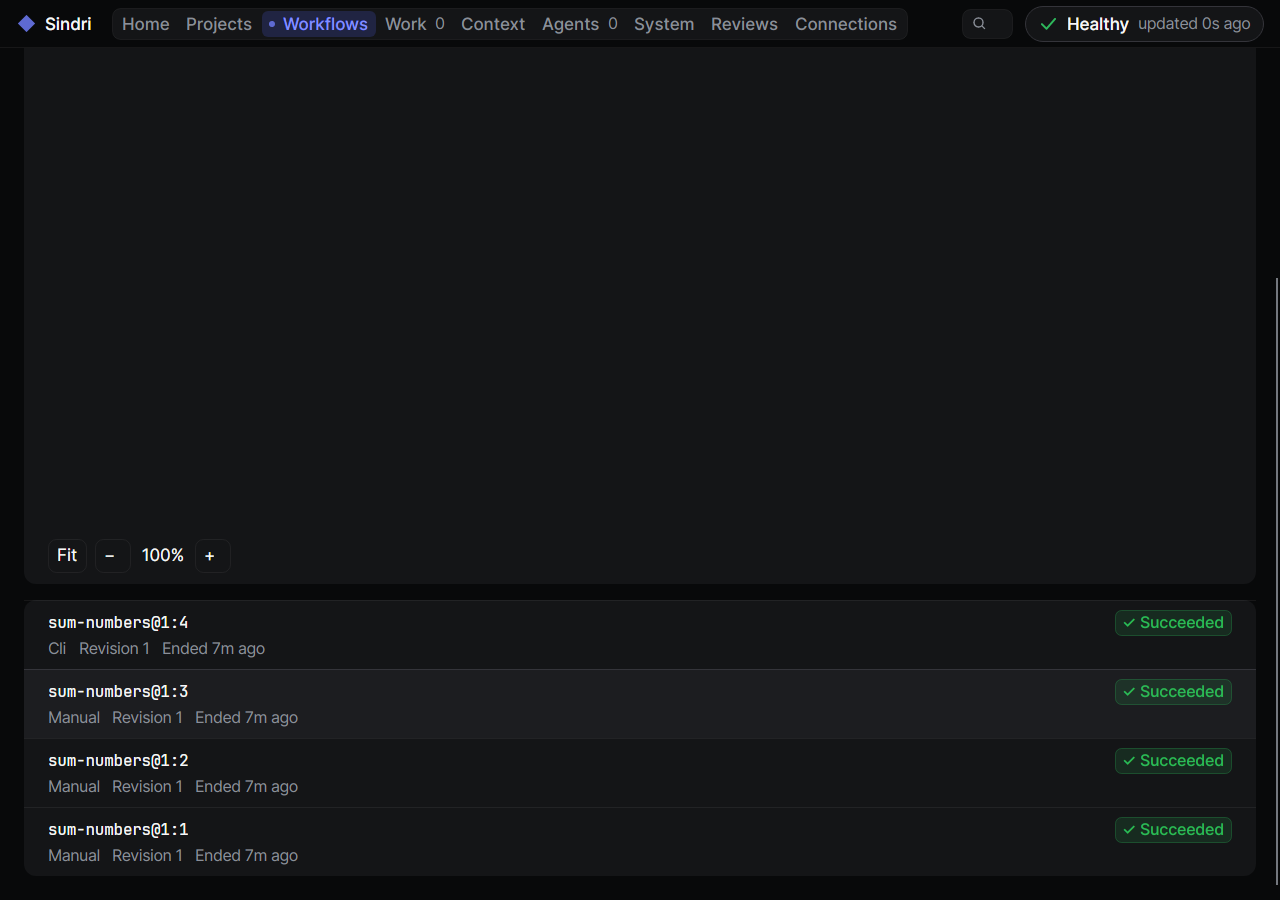 Sindri Home Projects Workflows Work 0 Context Agents 0 System Reviews Connections Healthy updated 0s ago
Fit − 100% +
sum-numbers@1:4 Succeeded
Cli Revision 1 Ended 7m ago
sum-numbers@1:3 Succeeded
Manual Revision 1 Ended 7m ago
sum-numbers@1:2 Succeeded
Manual Revision 1 Ended 7m ago
sum-numbers@1:1 Succeeded
Manual Revision 1 Ended 7m ago